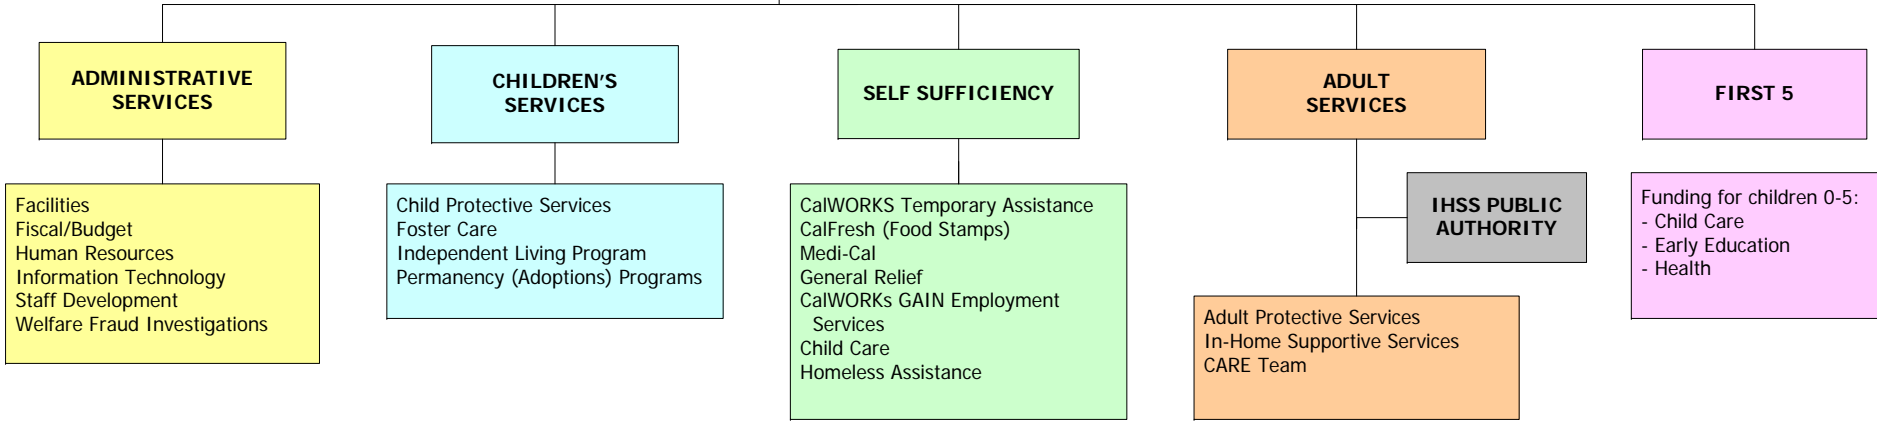 ADMINISTRATIVE
SERVICES
CHILDREN'S
SERVICES
SELF SUFFICIENCY
ADULT
SERVICES
FIRST 5
Facilities
Fiscal/Budget
Human Resources
Information Technology
Staff Development
Welfare Fraud Investigations
Child Protective Services
Foster Care
Independent Living Program
Permanency (Adoptions) Programs
CalWORKS Temporary Assistance
CalFresh (Food Stamps)
Medi-Cal
General Relief
CalWORKs GAIN Employment
Services
Child Care
Homeless Assistance
IHSS PUBLIC
AUTHORITY
Adult Protective Services
In-Home Supportive Services
CARE Team
Funding for children 0-5:
- Child Care
- Early Education
- Health